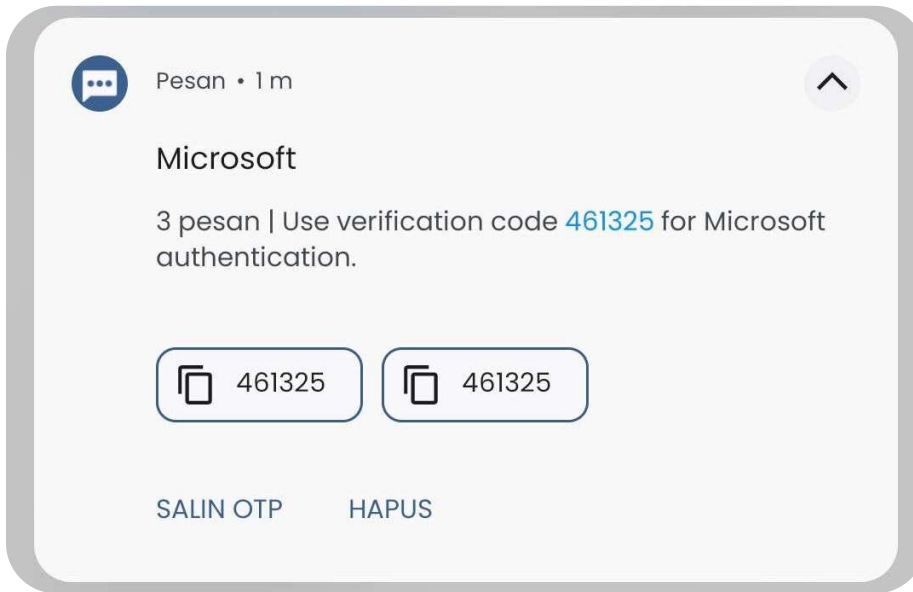 Pesan • 1 m
Microsoft
3 pesan | Use verification code 461325 for Microsoft
authentication.
461325 461325
SALIN OTP HAPUS